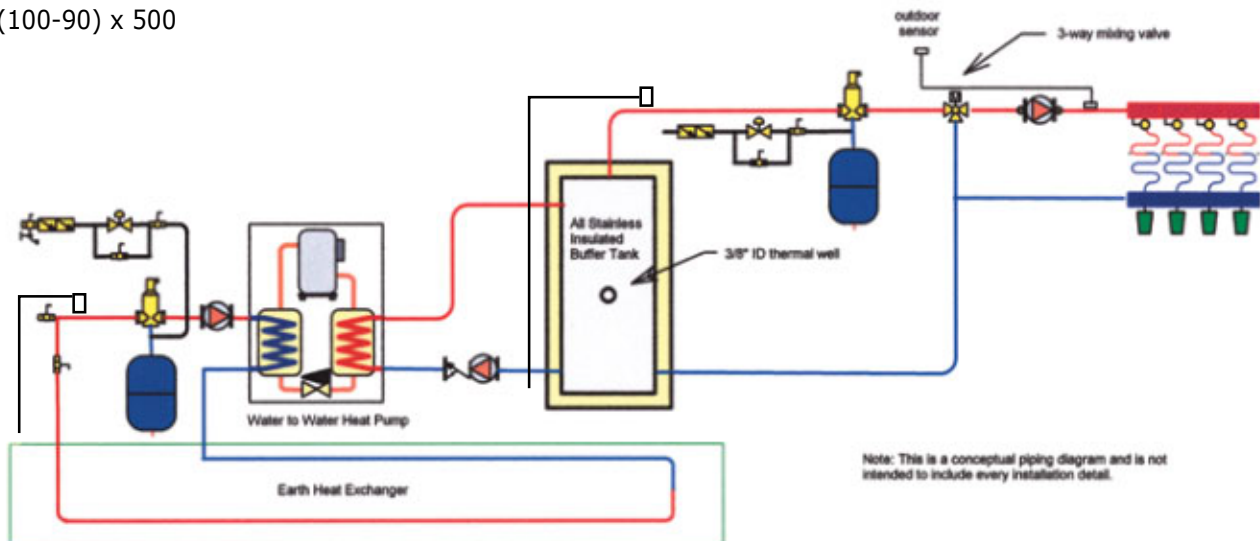 (100-90) x 500
outdoor
sensor
3-way mixing valve
All Stainless
Insulated
Buffer Tank
3/8" ID thermal well
Water to Water Heat Pump
Earth Heat Exchanger
Note: This is a conceptual piping diagram and is not
intended to include every installation detail.